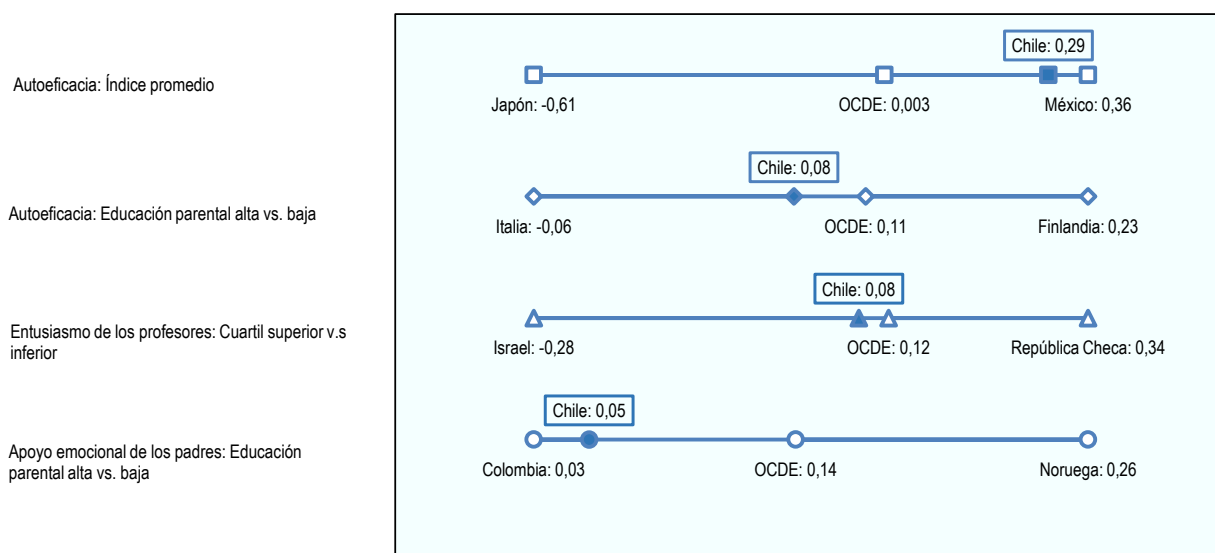 Chile: 0,29
Autoeficacia: Índice promedio
Japón: -0,61
OCDE: 0,003
México: 0,36
Chile: 0,08
Autoeficacia: Educación parental alta vs. baja
Italia: -0,06
OCDE: 0,11
Finlandia: 0,23
Chile: 0,08
Entusiasmo de los profesores: Cuartil superior v.s
inferior
Israel: -0,28
OCDE: 0,12
República Checa: 0,34
Chile: 0,05
Apoyo emocional de los padres: Educación
parental alta vs. baja
Colombia: 0,03
OCDE: 0,14
Noruega: 0,26